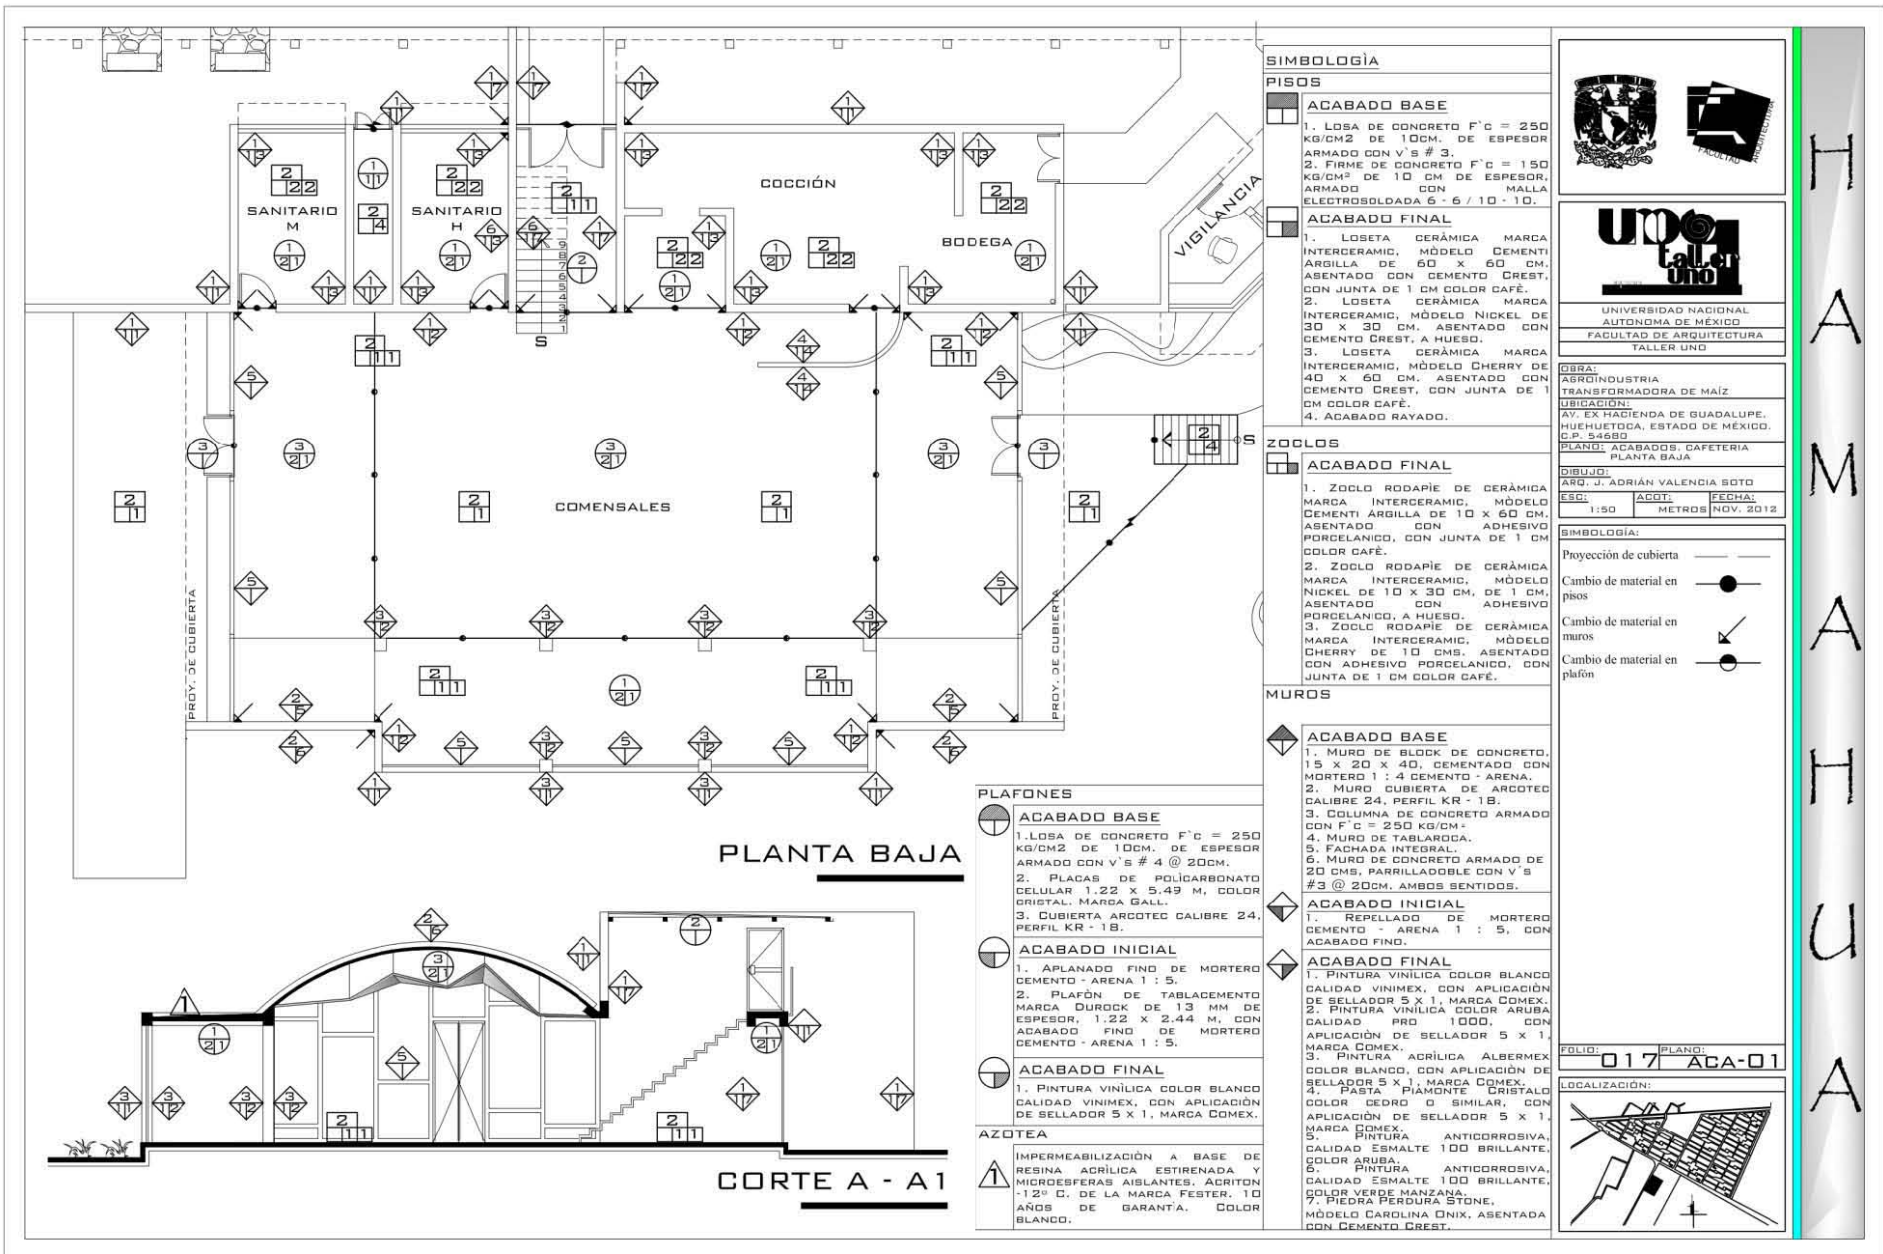 SANITARIO
M
SANITARIO
H
COCCIÓN
BODEGA
VIGILANCIA
S
COMENSALES
S
PROY. DE CUBIERTA
PROY. DE CUBIERTA
PLANTA BAJA
CORTE A - A1
PLAFONES
ACABADO BASE
1.LOSA DE CONCRETO F`C = 250
KG/CM2 DE 10CM. DE ESPESOR
ARMADO CON V`S # 4 @ 20CM.
2. PLACAS DE POLICARBONATO
CELULAR 1.22 X 5.49 M, COLOR
CRISTAL. MARCA GALL.
3. CUBIERTA ARCOTEC CALIBRE 24,
PERFIL KR - 18.
ACABADO INICIAL
1. APLANADO FINO DE MORTERO
CEMENTO - ARENA 1 : 5.
2. PLAFÒN DE TABLACEMENTO
MARCA DUROCK DE 13 MM DE
ESPESOR, 1.22 X 2.44 M, CON
ACABADO FINO DE MORTERO
CEMENTO - ARENA 1 : 5.
ACABADO FINAL
1. PINTURA VINÌLICA COLOR BLANCO
CALIDAD VINIMEX, CON APLICACIÒN
DE SELLADOR 5 X 1, MARCA COMEX.
AZOTEA
1
IMPERMEABILIZACIÓN A BASE DE
RESINA ACRÍLICA ESTIRENADA Y
MICROESFERAS AISLANTES. ACRITON
-12º C. DE LA MARCA FESTER. 10
AÑOS DE GARANTÍA. COLOR
BLANCO.
SIMBOLOGÌA
PISOS
ACABADO BASE
1. LOSA DE CONCRETO F`C = 250
KG/CM2 DE 10CM. DE ESPESOR
ARMADO CON V`S # 3.
2. FIRME DE CONCRETO F`C = 150
KG/CM² DE 10 CM DE ESPESOR,
ARMADO CON MALLA
ELECTROSOLDADA 6 - 6 / 10 - 10.
ACABADO FINAL
1. LOSETA CERÀMICA MARCA
INTERCERAMIC, MÒDELO CEMENTI
ARGILLA DE 60 X 60 CM.
ASENTADO CON CEMENTO CREST,
CON JUNTA DE 1 CM COLOR CAFÈ.
2. LOSETA CERÀMICA MARCA
INTERCERAMIC, MÒDELO NICKEL DE
30 X 30 CM. ASENTADO CON
CEMENTO CREST, A HUESO.
3. LOSETA CERÀMICA MARCA
INTERCERAMIC, MÒDELO CHERRY DE
40 X 60 CM. ASENTADO CON
CEMENTO CREST, CON JUNTA DE 1
CM COLOR CAFÈ.
4. ACABADO RAYADO.
ZOCLOS
ACABADO FINAL
1. ZOCLO RODAPÌE DE CERÀMICA
MARCA INTERCERAMIC, MÒDELO
CEMENTI ARGILLA DE 10 X 60 CM.
ASENTADO CON ADHESIVO
PORCELANICO, CON JUNTA DE 1 CM
COLOR CAFÈ.
2. ZOCLO RODAPÌE DE CERÀMICA
MARCA INTERCERAMIC, MÒDELO
NICKEL DE 10 X 30 CM, DE 1 CM,
ASENTADO CON ADHESIVO
PORCELANICO, A HUESO.
3. ZOCLO RODAPÌE DE CERÀMICA
MARCA INTERCERAMIC, MÒDELO
CHERRY DE 10 CMS. ASENTADO
CON ADHESIVO PORCELANICO, CON
JUNTA DE 1 CM COLOR CAFÉ.
MUROS
ACABADO BASE
1. MURO DE BLOCK DE CONCRETO,
15 X 20 X 40, CEMENTADO CON
MORTERO 1 : 4 CEMENTO - ARENA.
2. MURO CUBIERTA DE ARCOTEC
CALIBRE 24, PERFIL KR - 18.
3. COLUMNA DE CONCRETO ARMADO
CON F`C = 250 KG/CM²
4. MURO DE TABLAROCA.
5. FACHADA INTEGRAL.
6. MURO DE CONCRETO ARMADO DE
20 CMS, PARRILLADOBLE CON V`S
#3 @ 20CM. AMBOS SENTIDOS.
ACABADO INICIAL
1. REPELLADO DE MORTERO
CEMENTO - ARENA 1 : 5, CON
ACABADO FINO.
ACABADO FINAL
1. PINTURA VINÌLICA COLOR BLANCO
CALIDAD VINIMEX, CON APLICACIÒN
DE SELLADOR 5 X 1, MARCA COMEX.
2. PINTURA VINÌLICA COLOR ARUBA
CALIDAD PRO 1000, CON
APLICACIÒN DE SELLADOR 5 X 1,
MARCA COMEX.
3. PINTURA ACRÌLICA ALBERMEX
COLOR BLANCO, CON APLICACIÒN DE
SELLADOR 5 X 1, MARCA COMEX.
4. PASTA PIAMONTE CRISTALO
COLOR CEDRO O SIMILAR, CON
APLICACIÒN DE SELLADOR 5 X 1,
MARCA COMEX.
5. PINTURA ANTICORROSIVA,
CALIDAD ESMALTE 100 BRILLANTE,
COLOR ARUBA.
6. PINTURA ANTICORROSIVA,
CALIDAD ESMALTE 100 BRILLANTE,
COLOR VERDE MANZANA.
7. PIEDRA PERDURA STONE,
MÒDELO CAROLINA ONIX, ASENTADA
CON CEMENTO CREST.
FACULTAD
ARQUITECTURA
UNO
taller
uno
UNIVERSIDAD NACIONAL
AUTONOMA DE MÉXICO
FACULTAD DE ARQUITECTURA
TALLER UNO
OBRA:
AGROINDUSTRIA
TRANSFORMADORA DE MAÍZ
UBICACIÓN:
AV. EX HACIENDA DE GUADALUPE.
HUEHUETOCA, ESTADO DE MÉXICO.
C.P. 54680
PLANO: ACABADOS. CAFETERIA
PLANTA BAJA
DIBUJO:
ARQ. J. ADRIÁN VALENCIA SOTO
ESC: ACOT: FECHA:
1:50 METROS NOV. 2012
SIMBOLOGÍA:
Proyección de cubierta
Cambio de material en
pisos
Cambio de material en
muros
Cambio de material en
plafón
FOLIO: 017 PLANO: ACA-01
LOCALIZACIÓN:
HAMAHUA